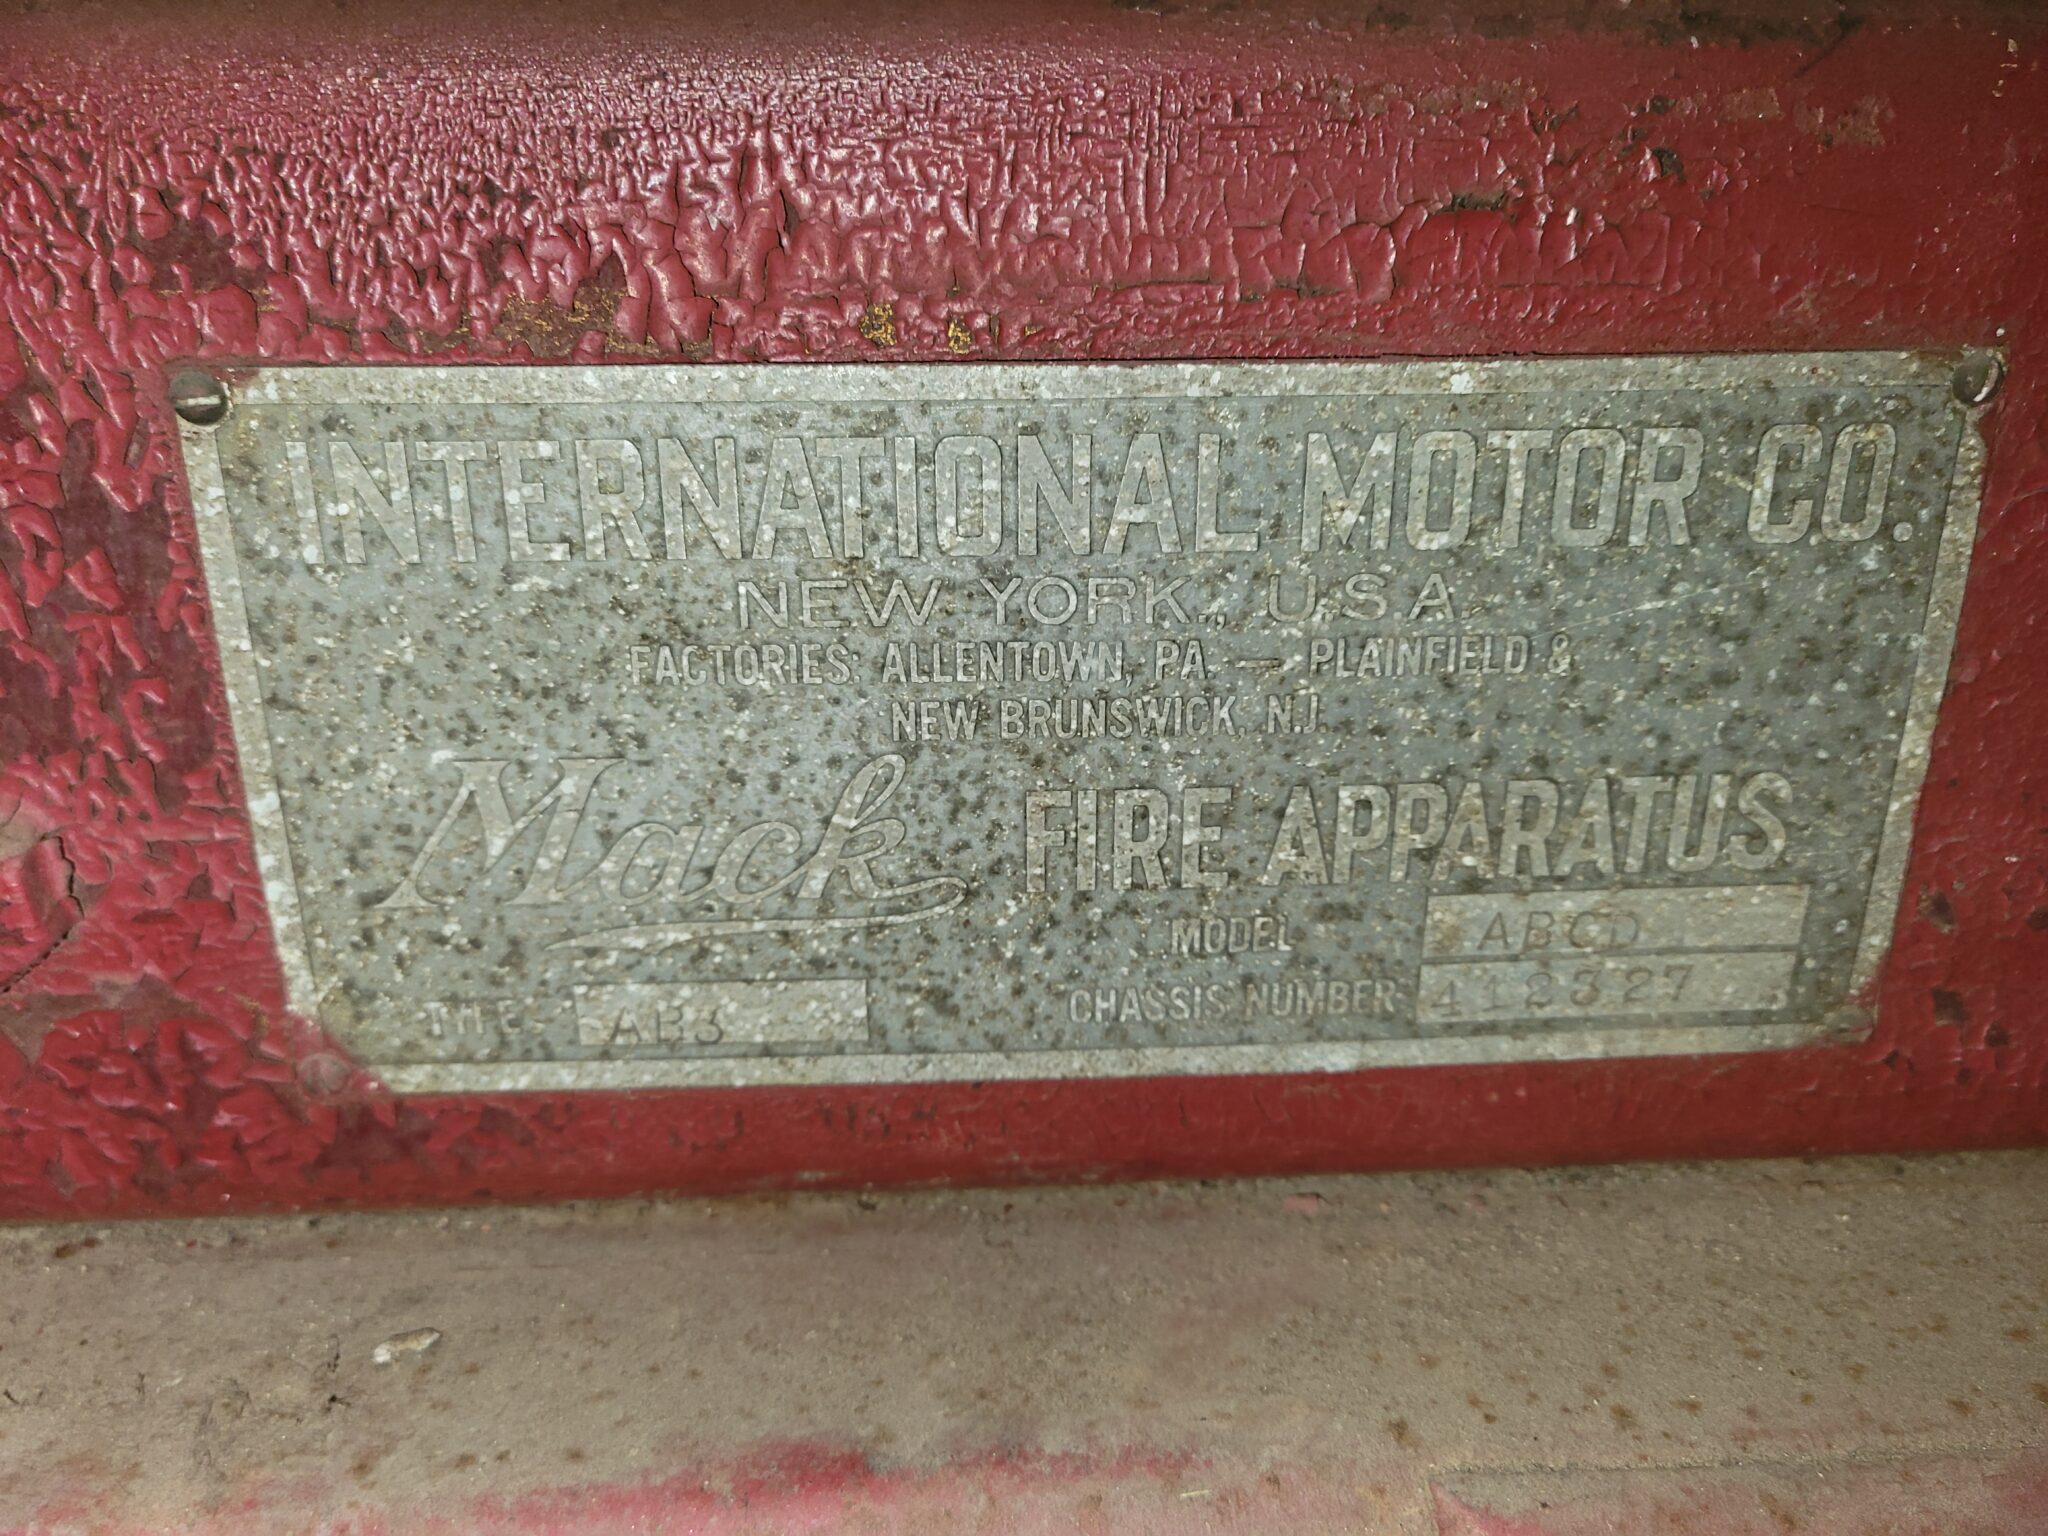 INTERNATIONAL MOTOR CO.
NEW YORK., U.S.A.
FACTORIES: ALLENTOWN, PA. — PLAINFIELD &
NEW BRUNSWICK, N.J.
Mack FIRE APPARATUS
MODEL ABCD
TYPE AB3 CHASSIS NUMBER 412327